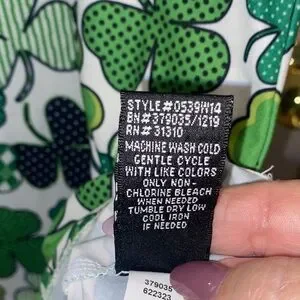 STYLE#0539W14
BN#379035/1219
RN#31310
MACHINE WASH COLD
GENTLE CYCLE
WITH LIKE COLORS
ONLY NON-
CHLORINE BLEACH
WHEN NEEDED
TUMBLE DRY LOW
COOL IRON
IF NEEDED
379035
622323